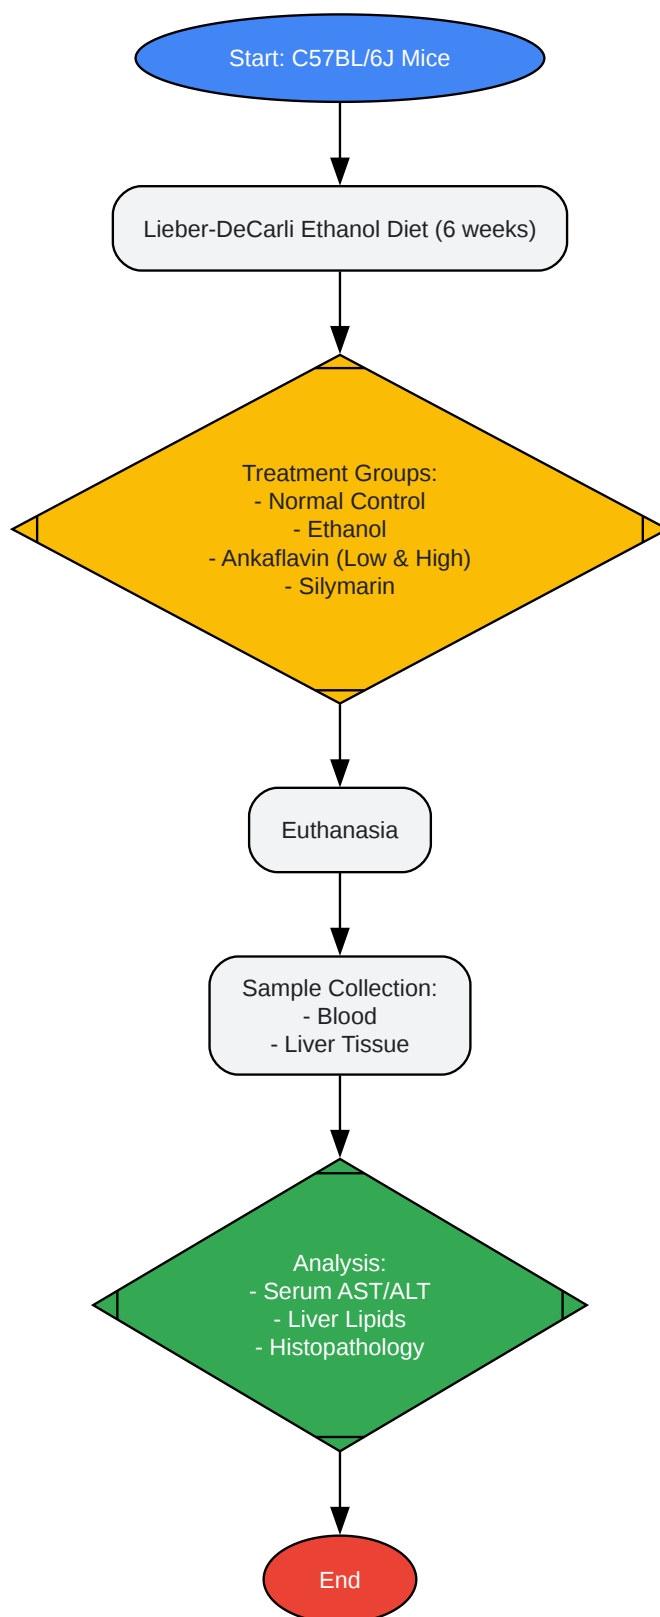 Start: C57BL/6J Mice
Lieber-DeCarli Ethanol Diet (6 weeks)
Treatment Groups:
- Normal Control
- Ethanol
- Ankaflavin (Low & High)
- Silymarin
Euthanasia
Sample Collection:
- Blood
- Liver Tissue
Analysis:
- Serum AST/ALT
- Liver Lipids
- Histopathology
End